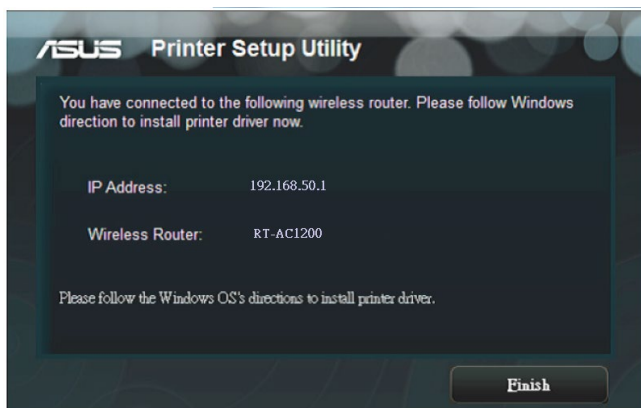 ASUS Printer Setup Utility
You have connected to the following wireless router. Please follow Windows
direction to install printer driver now.
IP Address: 192.168.50.1
Wireless Router: RT-AC1200
Please follow the Windows OS's directions to install printer driver.
Finish